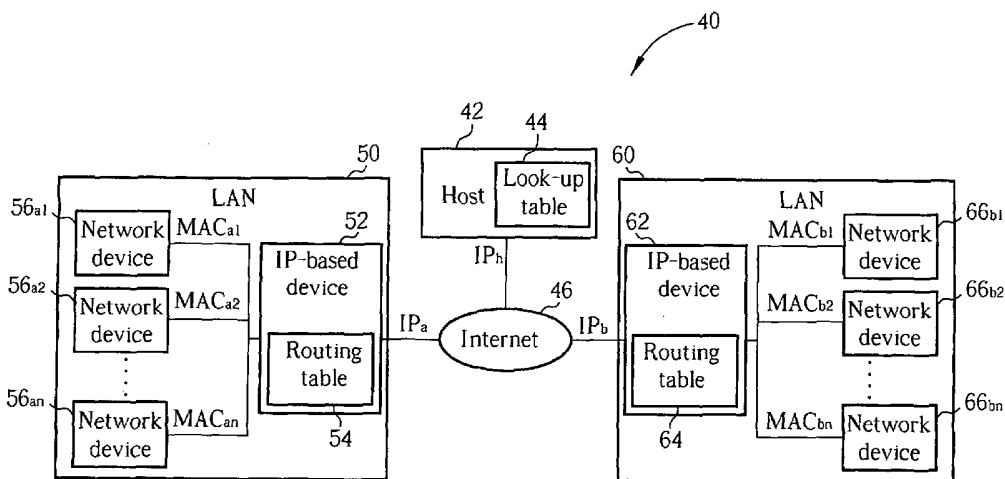 40
42
44
Host
Look-up
table
IPh
50
LAN
56a1
Network
device
MACa1
56a2
Network
device
MACa2
56an
Network
device
MACan
52
IP-based
device
Routing
table
54
IPa
46
Internet
IPb
60
LAN
62
IP-based
device
Routing
table
64
MACb1
Network
device
66b1
MACb2
Network
device
66b2
MACbn
Network
device
66bn